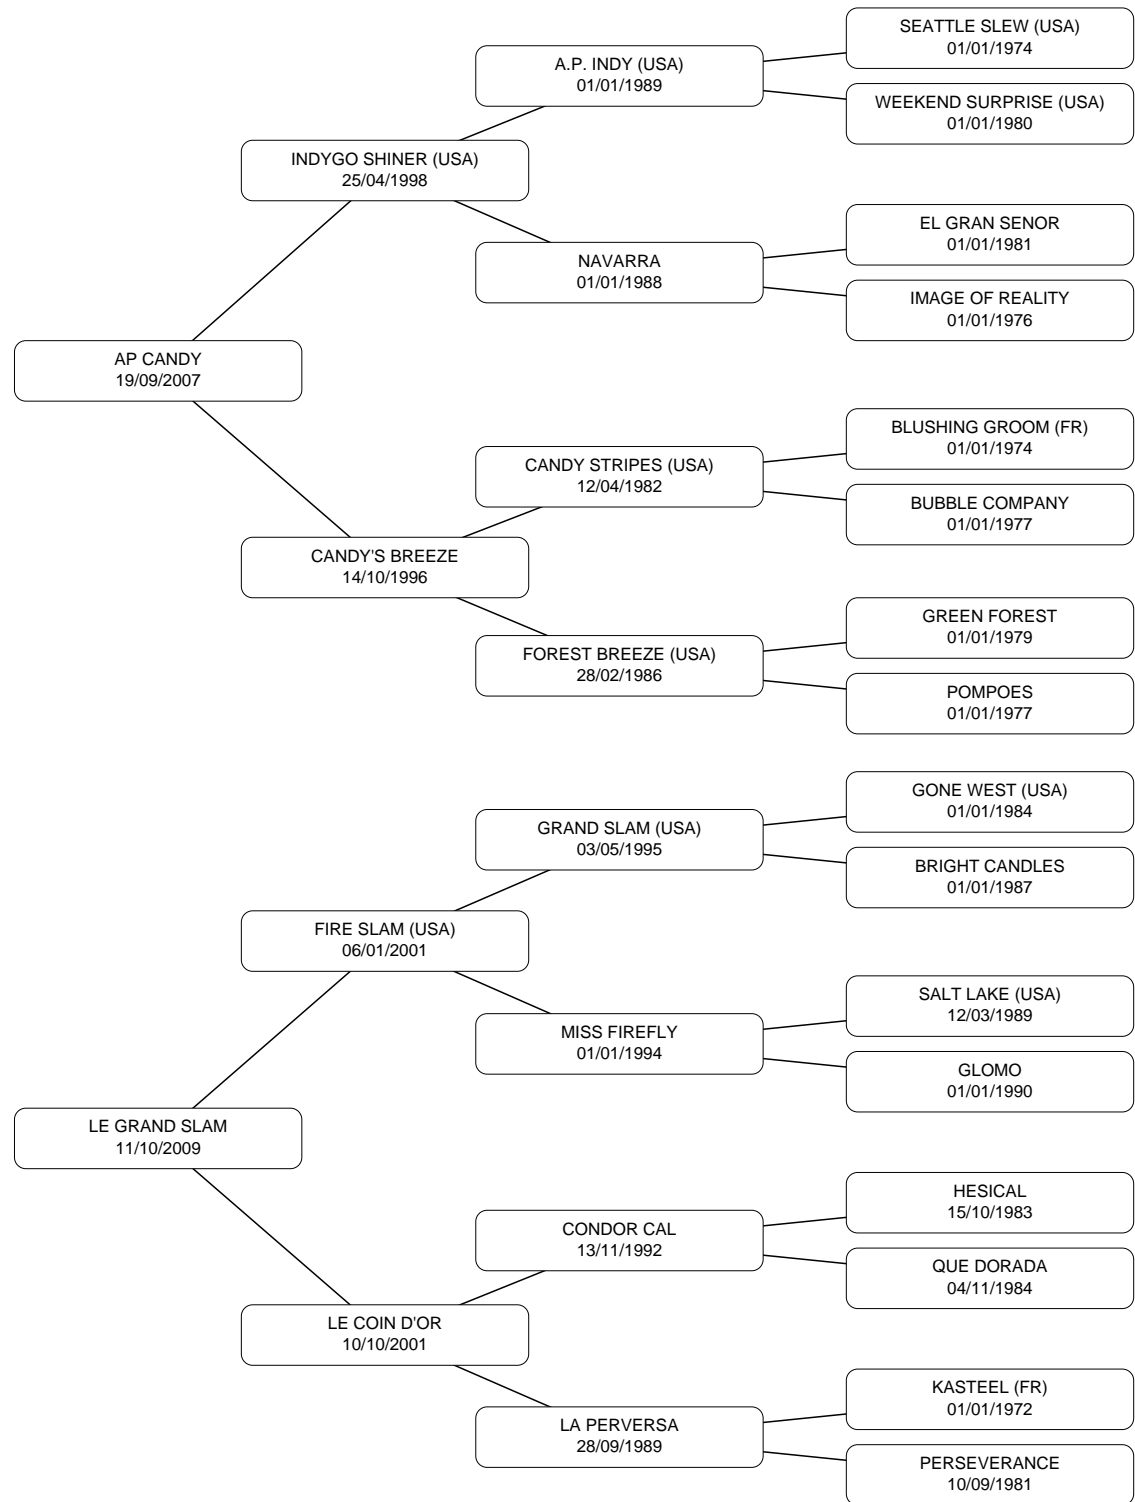 SEATTLE SLEW (USA)
01/01/1974
A.P. INDY (USA)
01/01/1989
WEEKEND SURPRISE (USA)
01/01/1980
INDYGO SHINER (USA)
25/04/1998
EL GRAN SENOR
01/01/1981
NAVARRA
01/01/1988
IMAGE OF REALITY
01/01/1976
AP CANDY
19/09/2007
BLUSHING GROOM (FR)
01/01/1974
CANDY STRIPES (USA)
12/04/1982
BUBBLE COMPANY
01/01/1977
CANDY'S BREEZE
14/10/1996
GREEN FOREST
01/01/1979
FOREST BREEZE (USA)
28/02/1986
POMPOES
01/01/1977
GONE WEST (USA)
01/01/1984
GRAND SLAM (USA)
03/05/1995
BRIGHT CANDLES
01/01/1987
FIRE SLAM (USA)
06/01/2001
SALT LAKE (USA)
12/03/1989
MISS FIREFLY
01/01/1994
GLOMO
01/01/1990
LE GRAND SLAM
11/10/2009
HESICAL
15/10/1983
CONDOR CAL
13/11/1992
QUE DORADA
04/11/1984
LE COIN D'OR
10/10/2001
KASTEEL (FR)
01/01/1972
LA PERVERSA
28/09/1989
PERSEVERANCE
10/09/1981